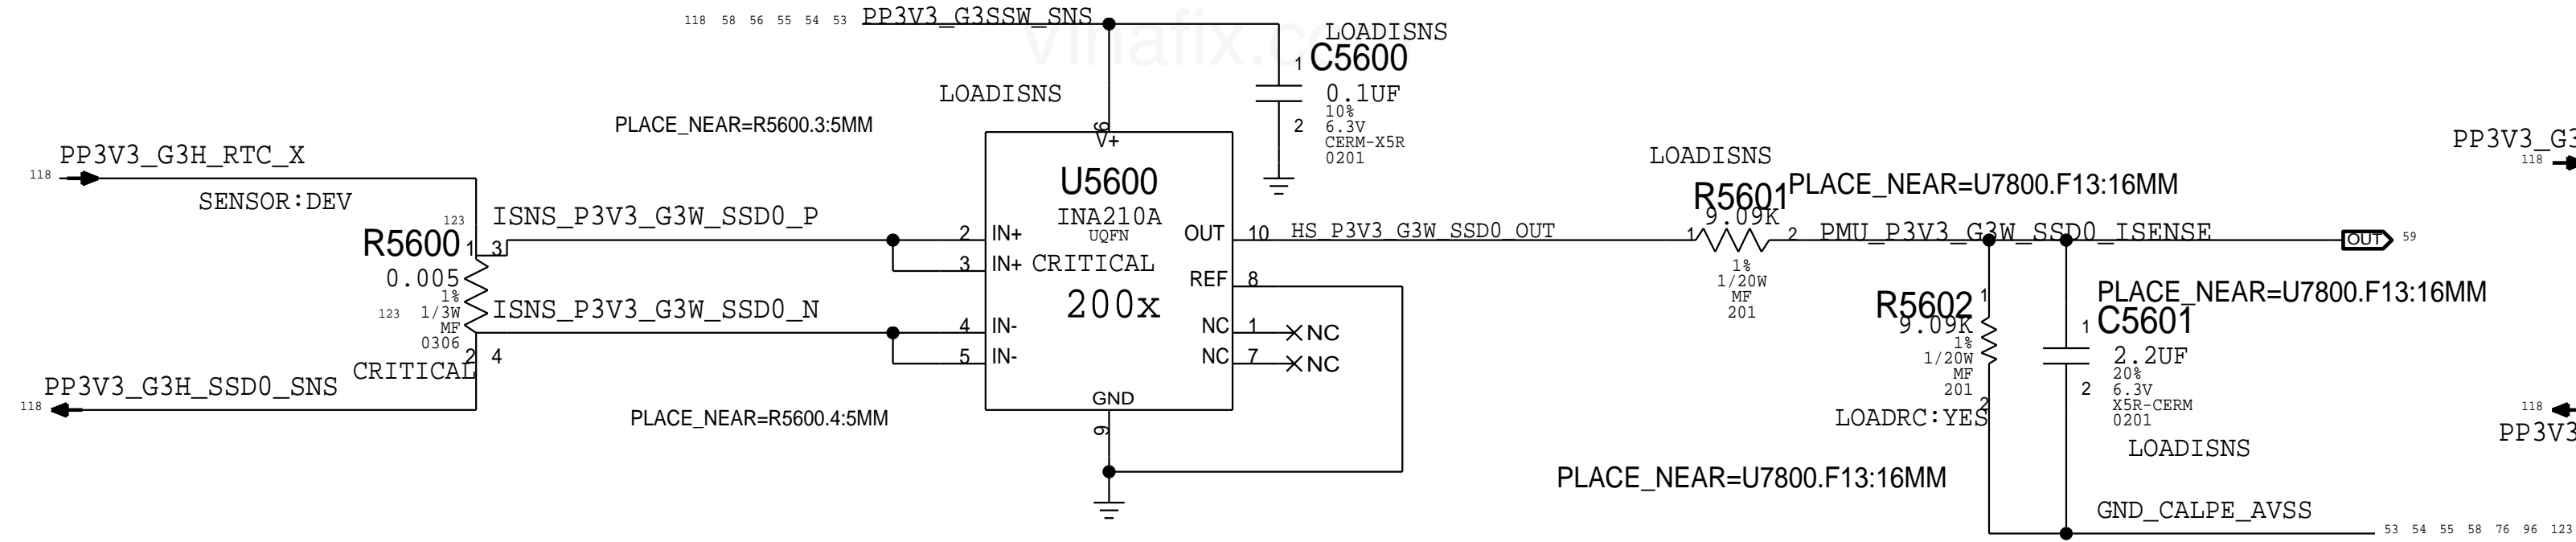 118 58 56 55 54 53 PP3V3_G3SSW_SNS
LOADISNS
C5600
1
0.1UF
10%
6.3V
CERM-X5R
0201
2
Vinafix.c
LOADISNS
PLACE_NEAR=R5600.3:5MM
PP3V3_G3H_RTC_X
118
SENSOR:DEV
123
R5600
1 3
0.005
1%
1/3W
MF
0306
123
2 4
CRITICAL
PP3V3_G3H_SSD0_SNS
118
ISNS_P3V3_G3W_SSD0_P
ISNS_P3V3_G3W_SSD0_N
PLACE_NEAR=R5600.4:5MM
6
V+
U5600
INA210A
UQFN
CRITICAL
200x
2 IN+
3 IN+
4 IN-
5 IN-
OUT 10
REF 8
NC 1 NC
NC 7 NC
GND
9
HS_P3V3_G3W_SSD0_OUT
LOADISNS
R5601
9.09K
1 2
1%
1/20W
MF
201
PLACE_NEAR=U7800.F13:16MM
PMU_P3V3_G3W_SSD0_ISENSE
OUT 59
R5602
1
9.09K
1%
1/20W
MF
201
2
LOADRC:YES
PLACE_NEAR=U7800.F13:16MM
PLACE_NEAR=U7800.F13:16MM
C5601
1
2.2UF
20%
6.3V
X5R-CERM
0201
2
LOADISNS
GND_CALPE_AVSS
53 54 55 58 76 96 123
PP3V3_G3
118
118
PP3V3